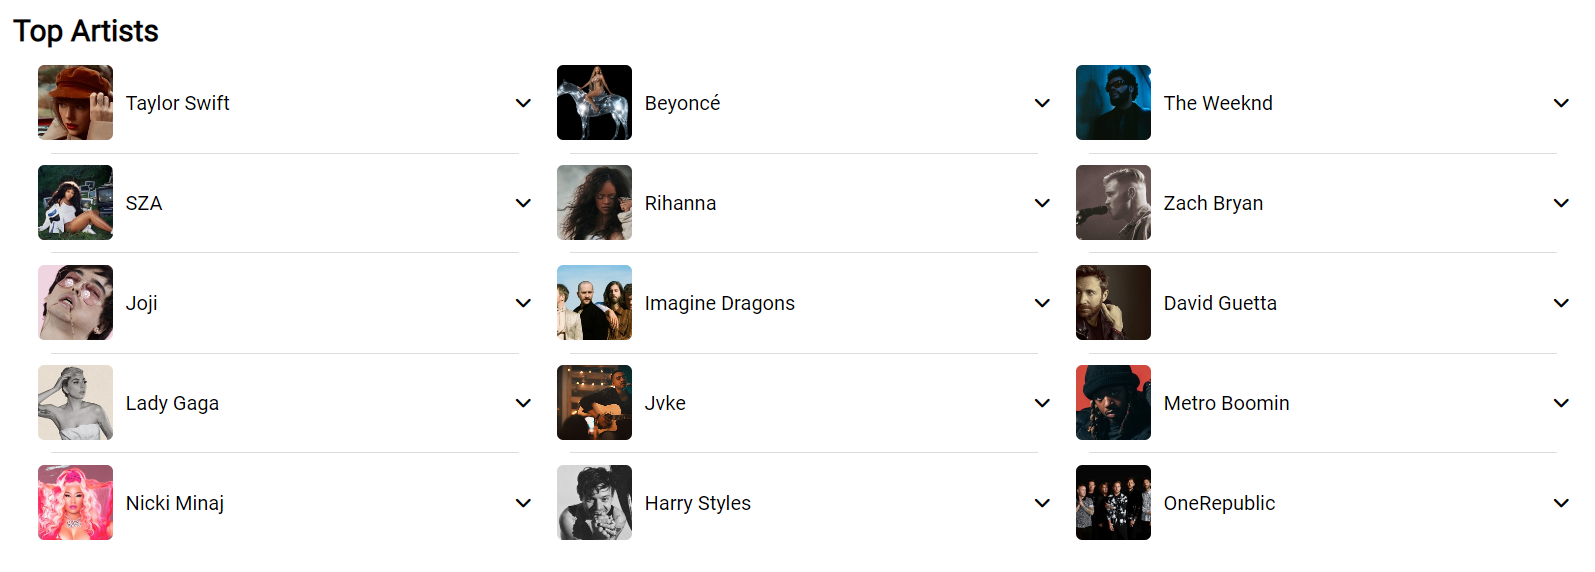 Top Artists
Taylor Swift
Beyoncé
The Weeknd
SZA
Rihanna
Zach Bryan
Joji
Imagine Dragons
David Guetta
Lady Gaga
Jvke
Metro Boomin
Nicki Minaj
Harry Styles
OneRepublic